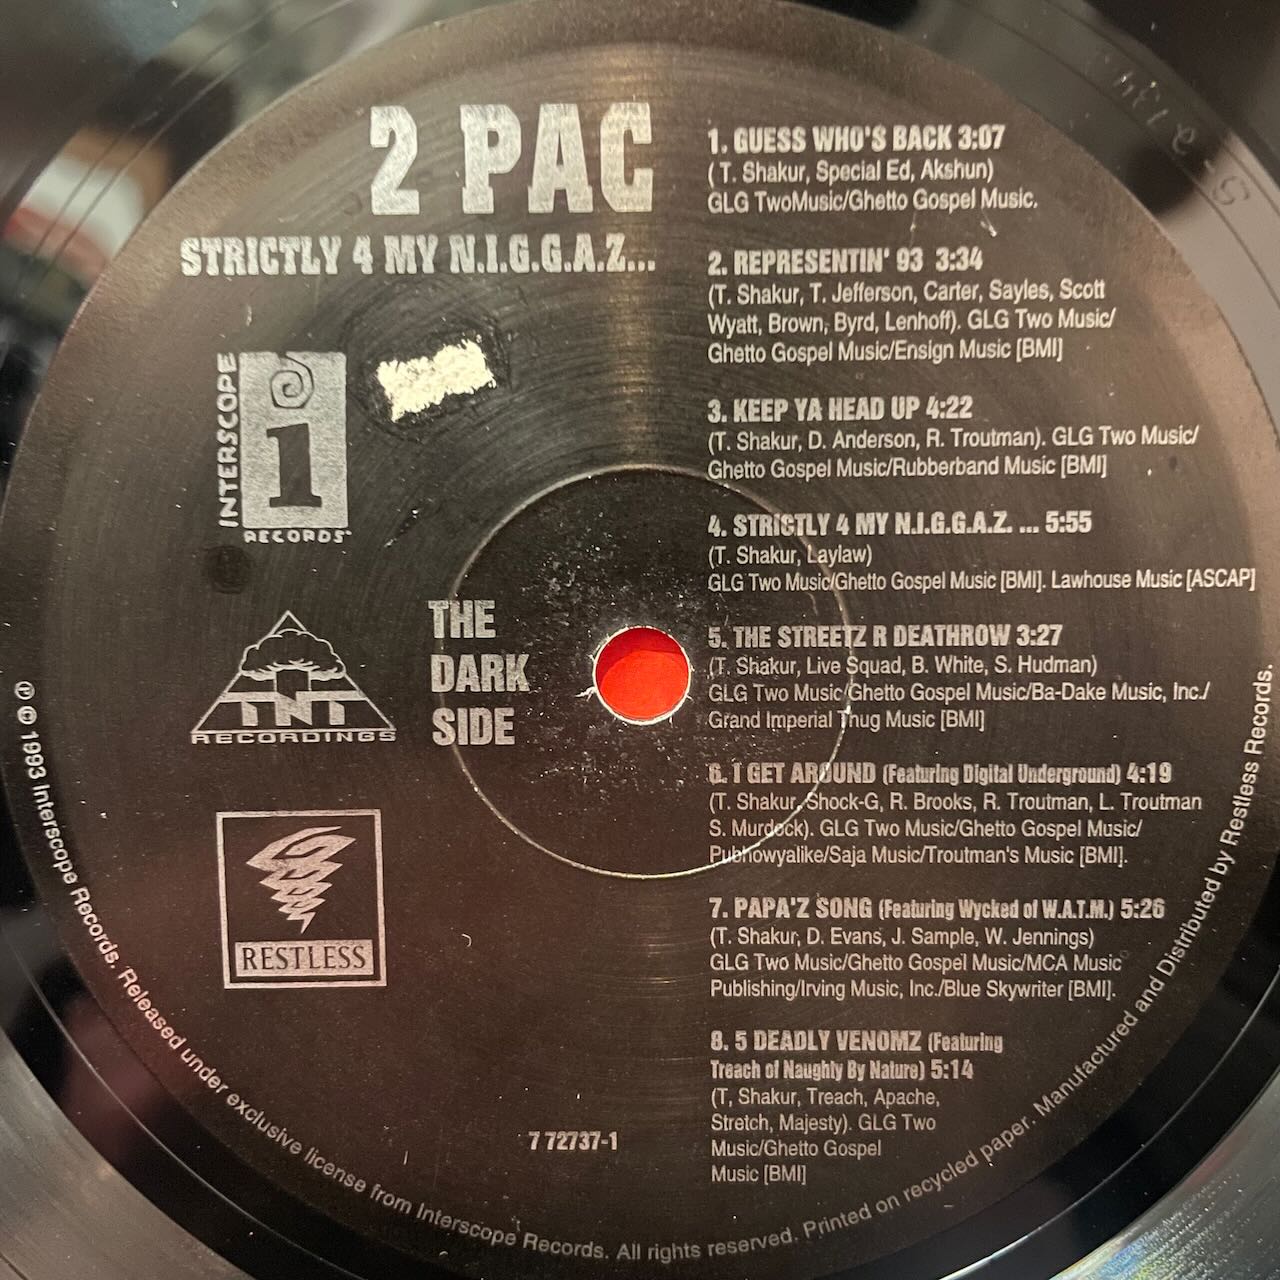 2 PAC
STRICTLY 4 MY N.I.G.G.A.Z...
INTERSCOPE
i
RECORDS
TNT
RECORDINGS
RESTLESS
THE
DARK
SIDE
1. GUESS WHO'S BACK 3:07
( T. Shakur, Special Ed, Akshun)
GLG TwoMusic/Ghetto Gospel Music.
2. REPRESENTIN' 93 3:34
(T. Shakur, T. Jefferson, Carter, Sayles, Scott
Wyatt, Brown, Byrd, Lenhoff). GLG Two Music/
Ghetto Gospel Music/Ensign Music [BMI]
3. KEEP YA HEAD UP 4:22
(T. Shakur, D. Anderson, R. Troutman). GLG Two Music/
Ghetto Gospel Music/Rubberband Music [BMI]
4. STRICTLY 4 MY N.I.G.G.A.Z. ... 5:55
(T. Shakur, Laylaw)
GLG Two Music/Ghetto Gospel Music [BMI]. Lawhouse Music [ASCAP]
5. THE STREETZ R DEATHROW 3:27
(T. Shakur, Live Squad, B. White, S. Hudman)
GLG Two Music/Ghetto Gospel Music/Ba-Dake Music, Inc./
Grand Imperial Thug Music [BMI]
6. I GET AROUND (Featuring Digital Underground) 4:19
(T. Shakur, Shock-G, R. Brooks, R. Troutman, L. Troutman
S. Murdock). GLG Two Music/Ghetto Gospel Music/
Pubhowyalike/Saja Music/Troutman's Music [BMI].
7. PAPA'Z SONG (Featuring Wycked of W.A.T.M.) 5:26
(T. Shakur, D. Evans, J. Sample, W. Jennings)
GLG Two Music/Ghetto Gospel Music/MCA Music
Publishing/Irving Music, Inc./Blue Skywriter [BMI].
8. 5 DEADLY VENOMZ (Featuring
Treach of Naughty By Nature) 5:14
(T, Shakur, Treach, Apache,
Stretch, Majesty). GLG Two
Music/Ghetto Gospel
Music [BMI]
7 72737-1
℗ © 1993 Interscope Records. Released under exclusive license from Interscope Records. All rights reserved. Printed on recycled paper. Manufactured and Distributed by Restless Records.